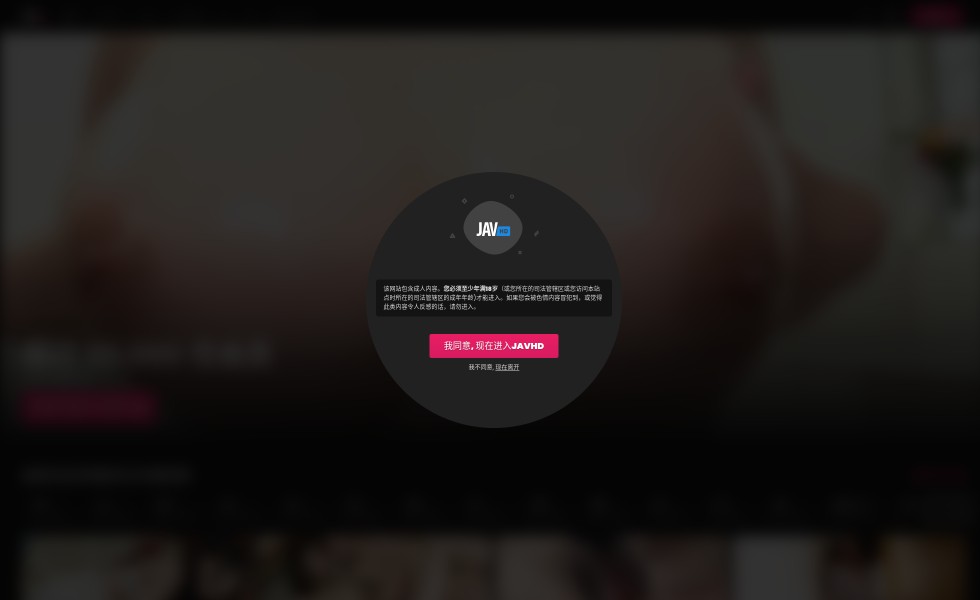 JAV HD
该网站包含成人内容。您必须至少年满18岁（或您所在的司法管辖区或您访问本站
点时所在的司法管辖区的成年年龄)才能进入。如果您会被色情内容冒犯到，或觉得
此类内容令人反感的话，请勿进入。
我同意, 现在进入JAVHD
我不同意, 现在离开